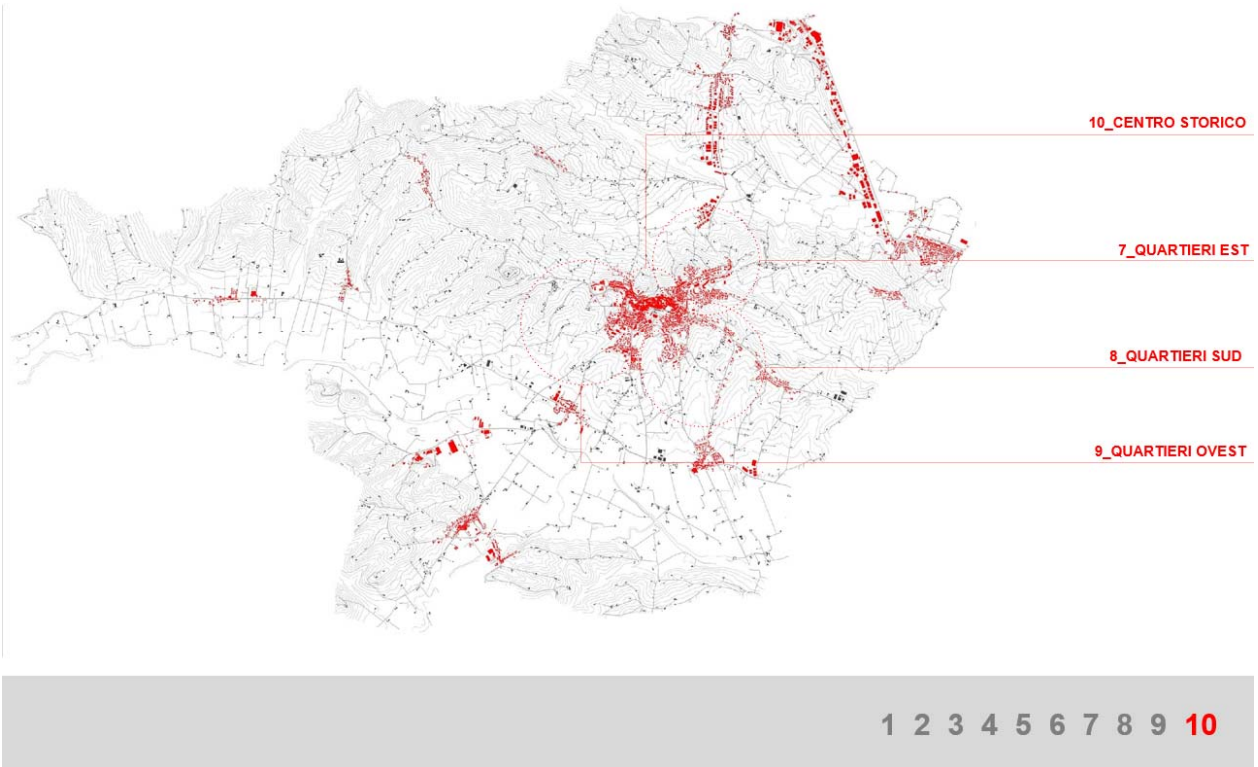 10_CENTRO STORICO
7_QUARTIERI EST
8_QUARTIERI SUD
9_QUARTIERI OVEST
1 2 3 4 5 6 7 8 9 10